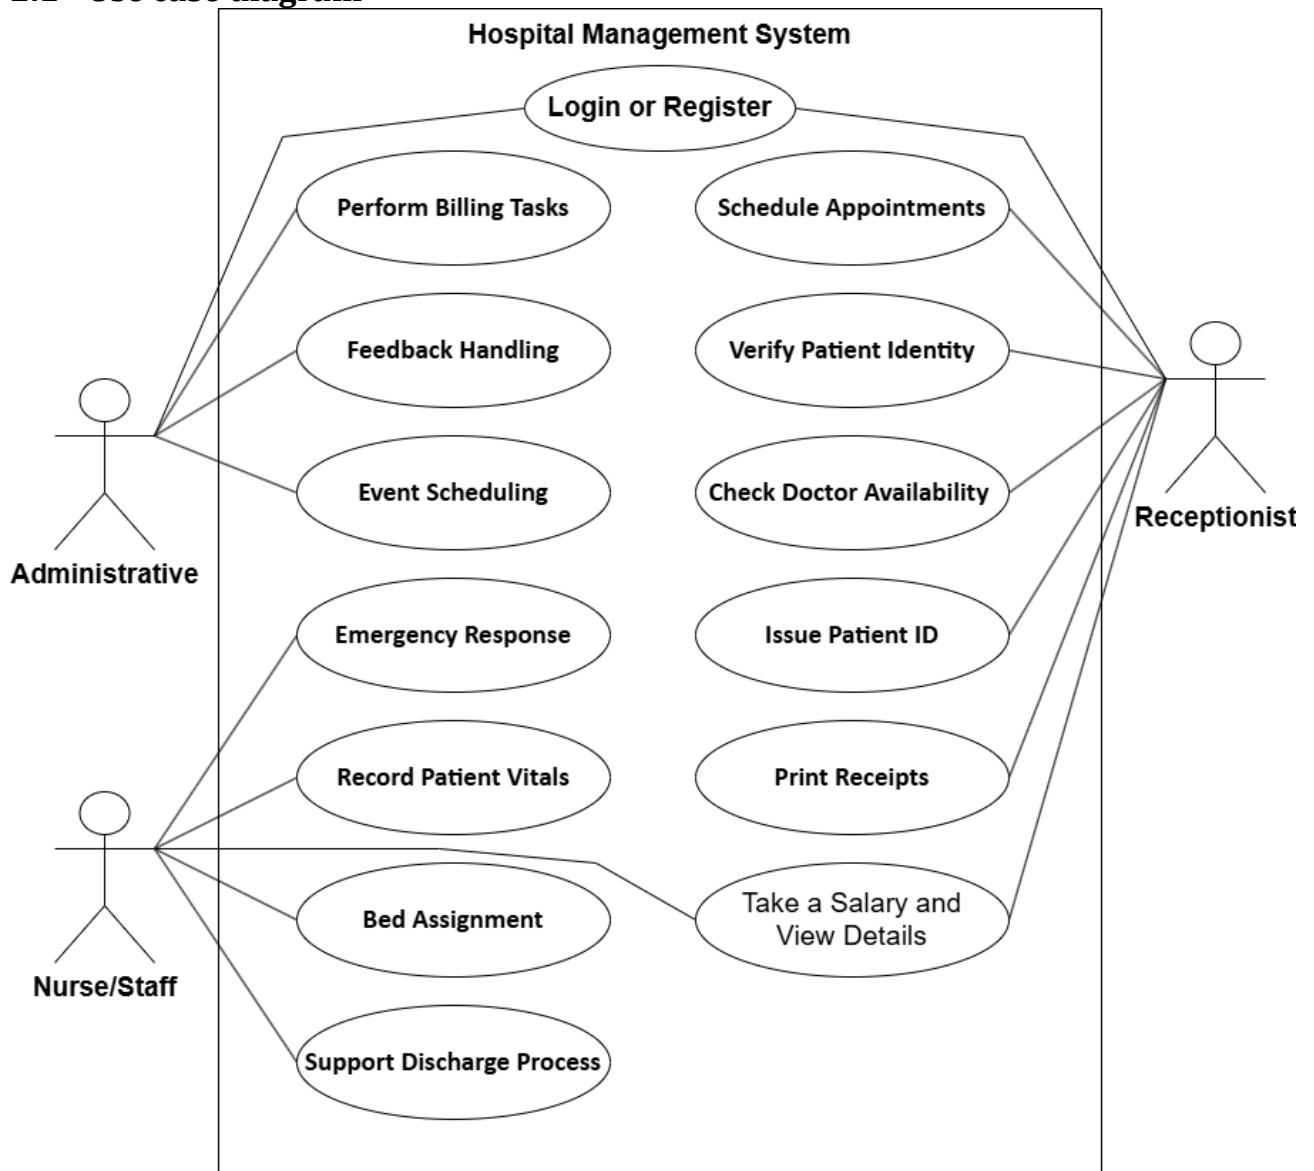 Hospital Management System
Login or Register
Perform Billing Tasks
Schedule Appointments
Feedback Handling
Verify Patient Identity
Event Scheduling
Check Doctor Availability
Receptionist
Administrative
Emergency Response
Issue Patient ID
Record Patient Vitals
Print Receipts
Bed Assignment
Take a Salary and
View Details
Nurse/Staff
Support Discharge Process